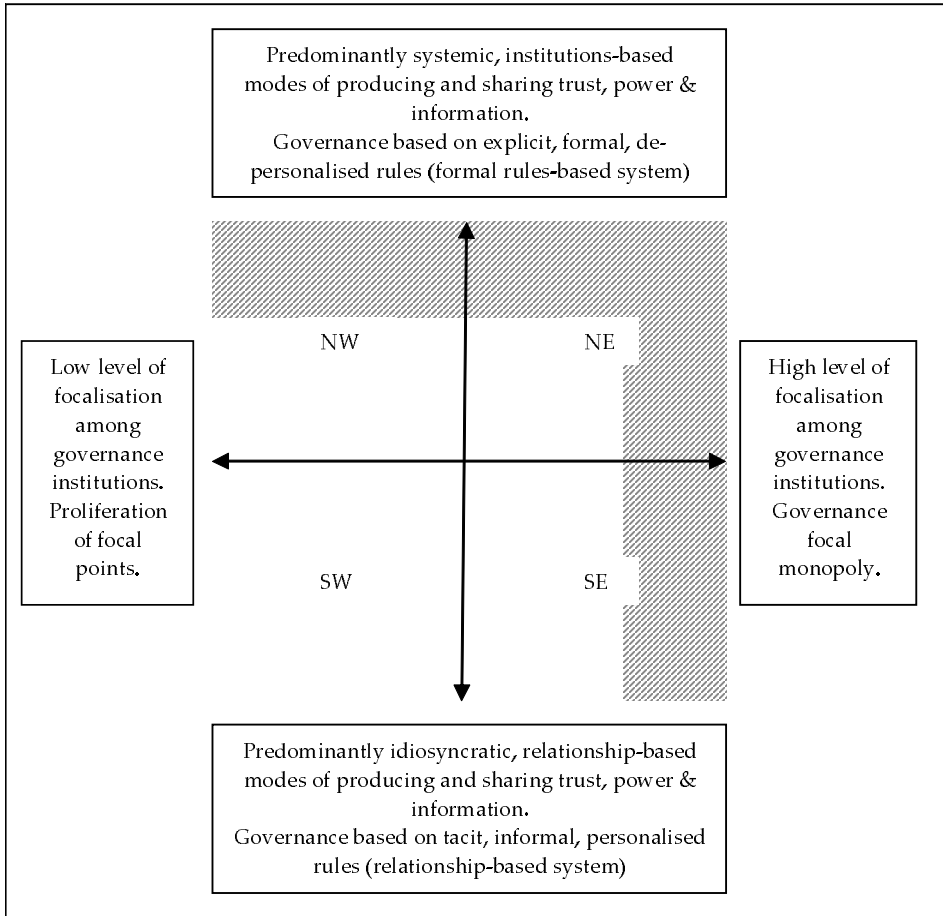 Predominantly systemic, institutions-based
modes of producing and sharing trust, power &
information.
Governance based on explicit, formal, de-
personalised rules (formal rules-based system)
NW
NE
Low level of
focalisation
among
governance
institutions.
Proliferation
of focal
points.
High level of
focalisation
among
governance
institutions.
Governance
focal
monopoly.
SW
SE
Predominantly idiosyncratic, relationship-based
modes of producing and sharing trust, power &
information.
Governance based on tacit, informal, personalised
rules (relationship-based system)